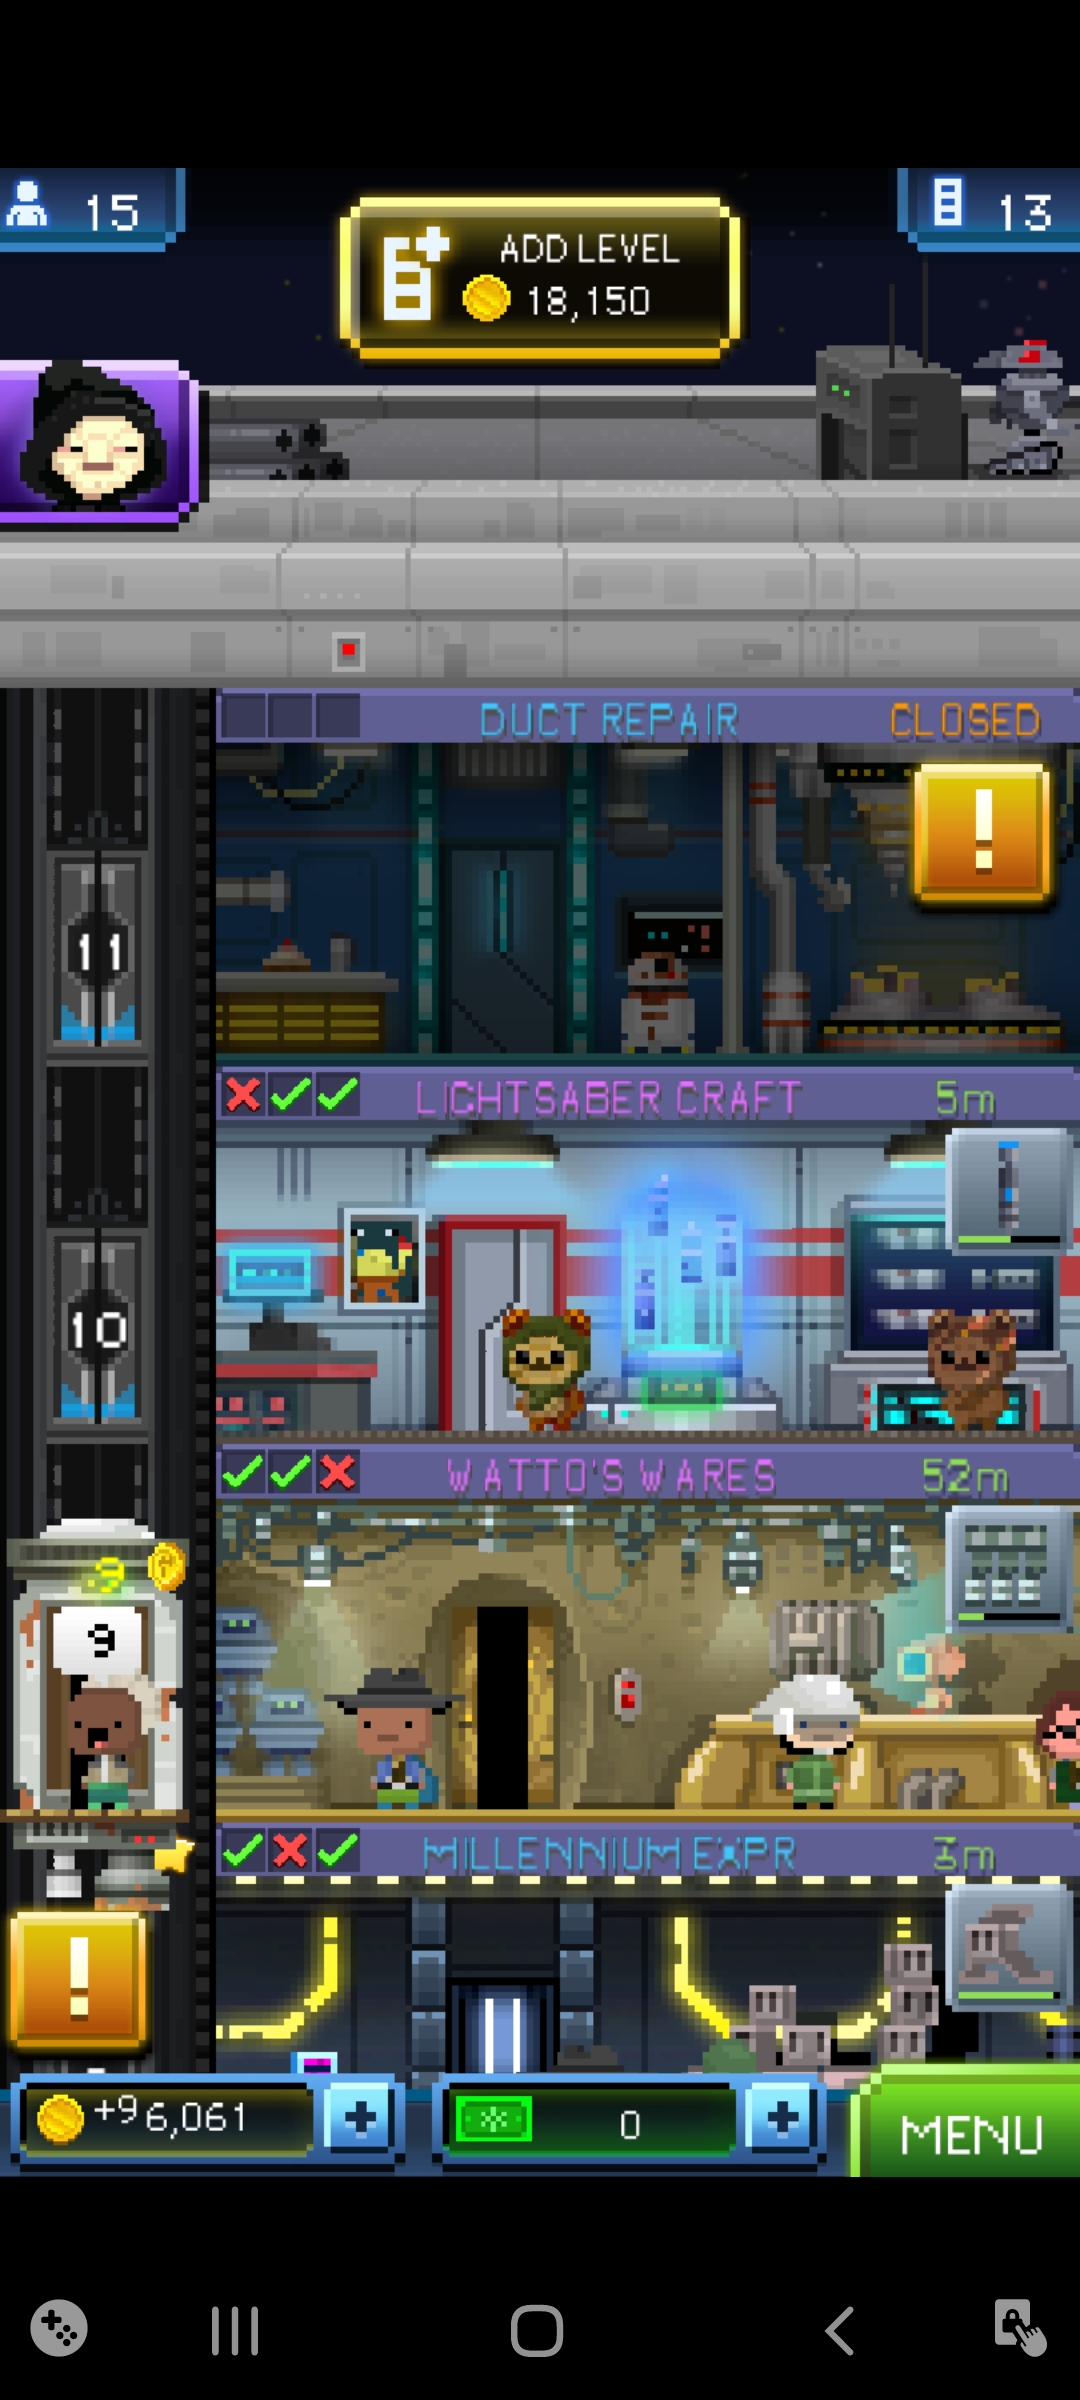 15
ADD LEVEL
18,150
13
DUCT REPAIR
CLOSED
!
11
LIGHTSABER CRAFT
5m
10
WATTO'S WARES
52m
9
9
MILLENNIUM EXPR
3m
!
+9 6,061
+
0
+
MENU